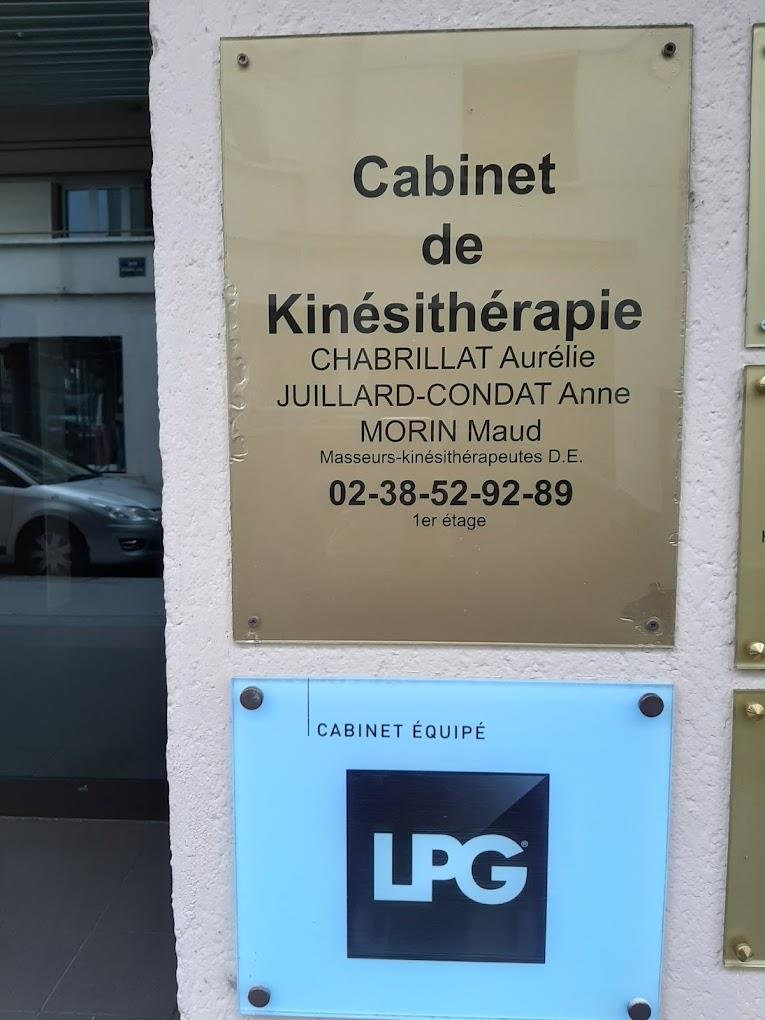 Cabinet
de
Kinésithérapie
CHABRILLAT Aurélie
JUILLARD-CONDAT Anne
MORIN Maud
Masseurs-kinésithérapeutes D.E.
02-38-52-92-89
1er étage
CABINET ÉQUIPÉ
LPG®